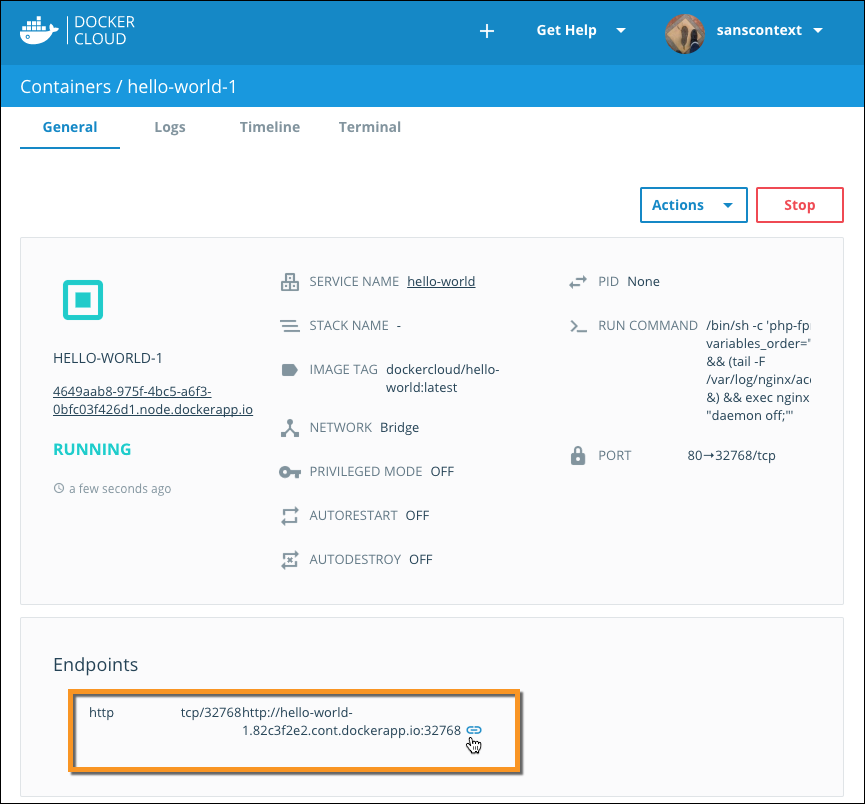 DOCKER
CLOUD
+
Get Help
sanscontext
Containers / hello-world-1
General
Logs
Timeline
Terminal
Actions
Stop
HELLO-WORLD-1
4649aab8-975f-4bc5-a6f3-
0bfc03f426d1.node.dockerapp.io
RUNNING
a few seconds ago
SERVICE NAME hello-world
STACK NAME -
IMAGE TAG dockercloud/hello-
world:latest
NETWORK Bridge
PRIVILEGED MODE OFF
AUTORESTART OFF
AUTODESTROY OFF
PID None
RUN COMMAND /bin/sh -c 'php-fp
variables_order="
&& (tail -F
/var/log/nginx/acc
&) && exec nginx
"daemon off;"'
PORT 80→32768/tcp
Endpoints
http tcp/32768http://hello-world-
1.82c3f2e2.cont.dockerapp.io:32768